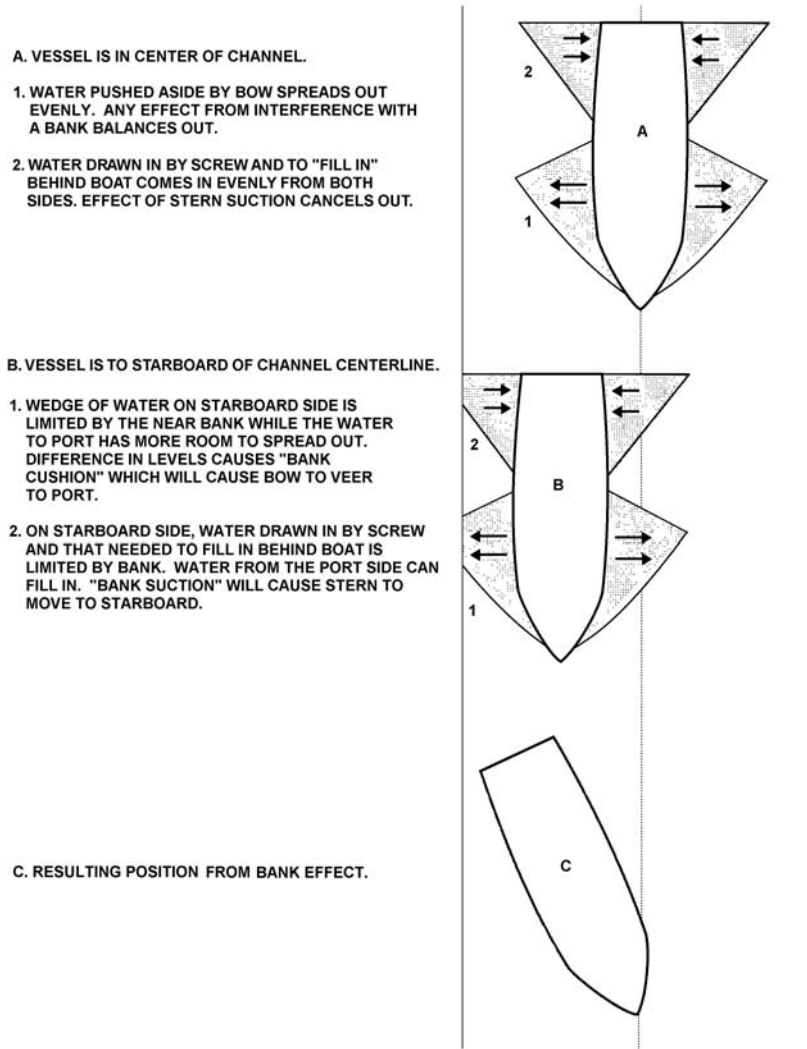 A. VESSEL IS IN CENTER OF CHANNEL.
1. WATER PUSHED ASIDE BY BOW SPREADS OUT
EVENLY. ANY EFFECT FROM INTERFERENCE WITH
A BANK BALANCES OUT.
2. WATER DRAWN IN BY SCREW AND TO "FILL IN"
BEHIND BOAT COMES IN EVENLY FROM BOTH
SIDES. EFFECT OF STERN SUCTION CANCELS OUT.
2
A
1
B. VESSEL IS TO STARBOARD OF CHANNEL CENTERLINE.
1. WEDGE OF WATER ON STARBOARD SIDE IS
LIMITED BY THE NEAR BANK WHILE THE WATER
TO PORT HAS MORE ROOM TO SPREAD OUT.
DIFFERENCE IN LEVELS CAUSES "BANK
CUSHION" WHICH WILL CAUSE BOW TO VEER
TO PORT.
2. ON STARBOARD SIDE, WATER DRAWN IN BY SCREW
AND THAT NEEDED TO FILL IN BEHIND BOAT IS
LIMITED BY BANK. WATER FROM THE PORT SIDE CAN
FILL IN. "BANK SUCTION" WILL CAUSE STERN TO
MOVE TO STARBOARD.
2
B
1
C. RESULTING POSITION FROM BANK EFFECT.
C